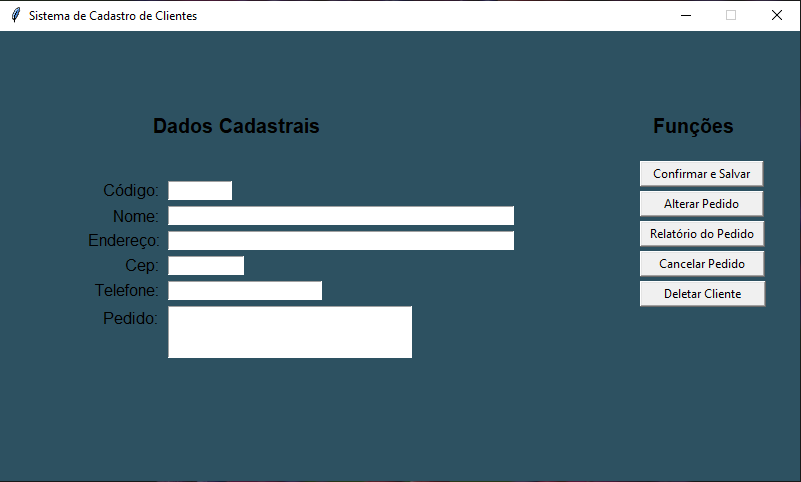 Sistema de Cadastro de Clientes
Dados Cadastrais
Código:
Nome:
Endereço:
Cep:
Telefone:
Pedido:
Funções
Confirmar e Salvar
Alterar Pedido
Relatório do Pedido
Cancelar Pedido
Deletar Cliente